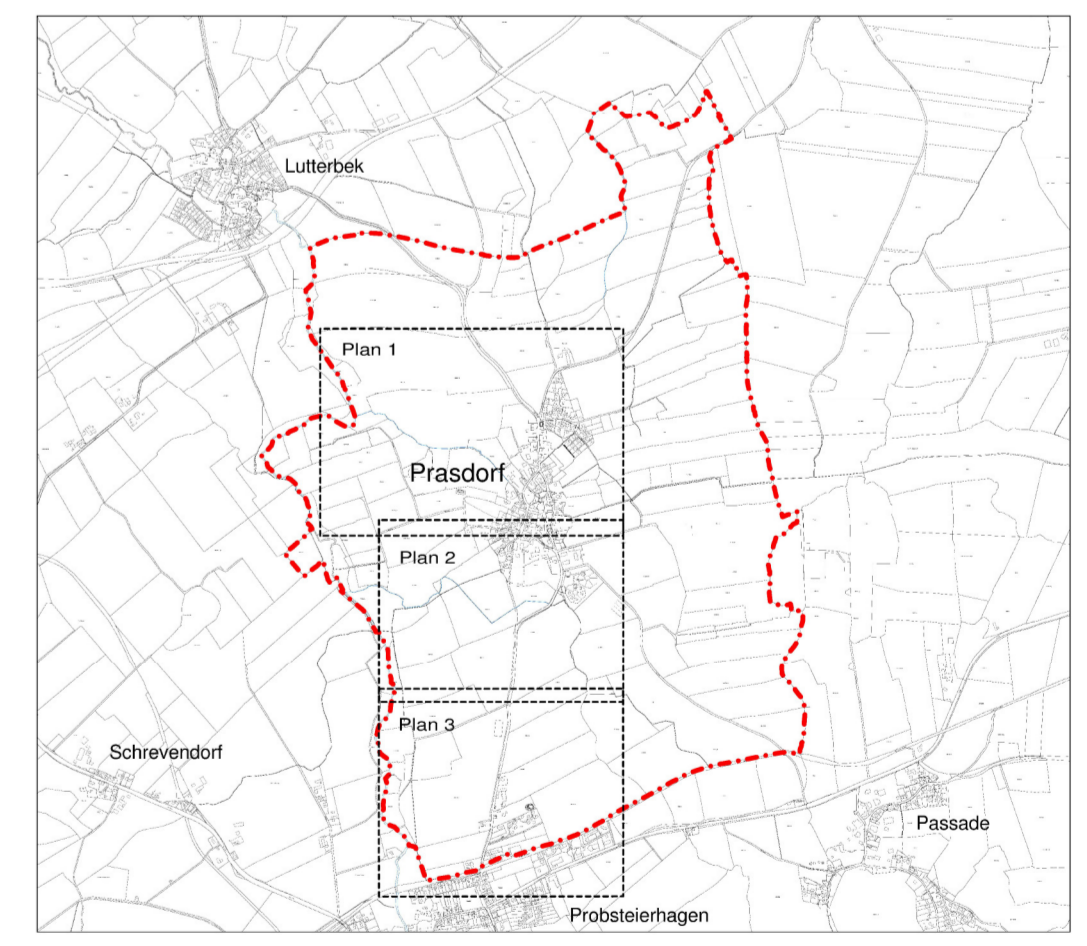 Lutterbek
Plan 1
Prasdorf
Plan 2
Plan 3
Schrevendorf
Passade
Probsteierhagen